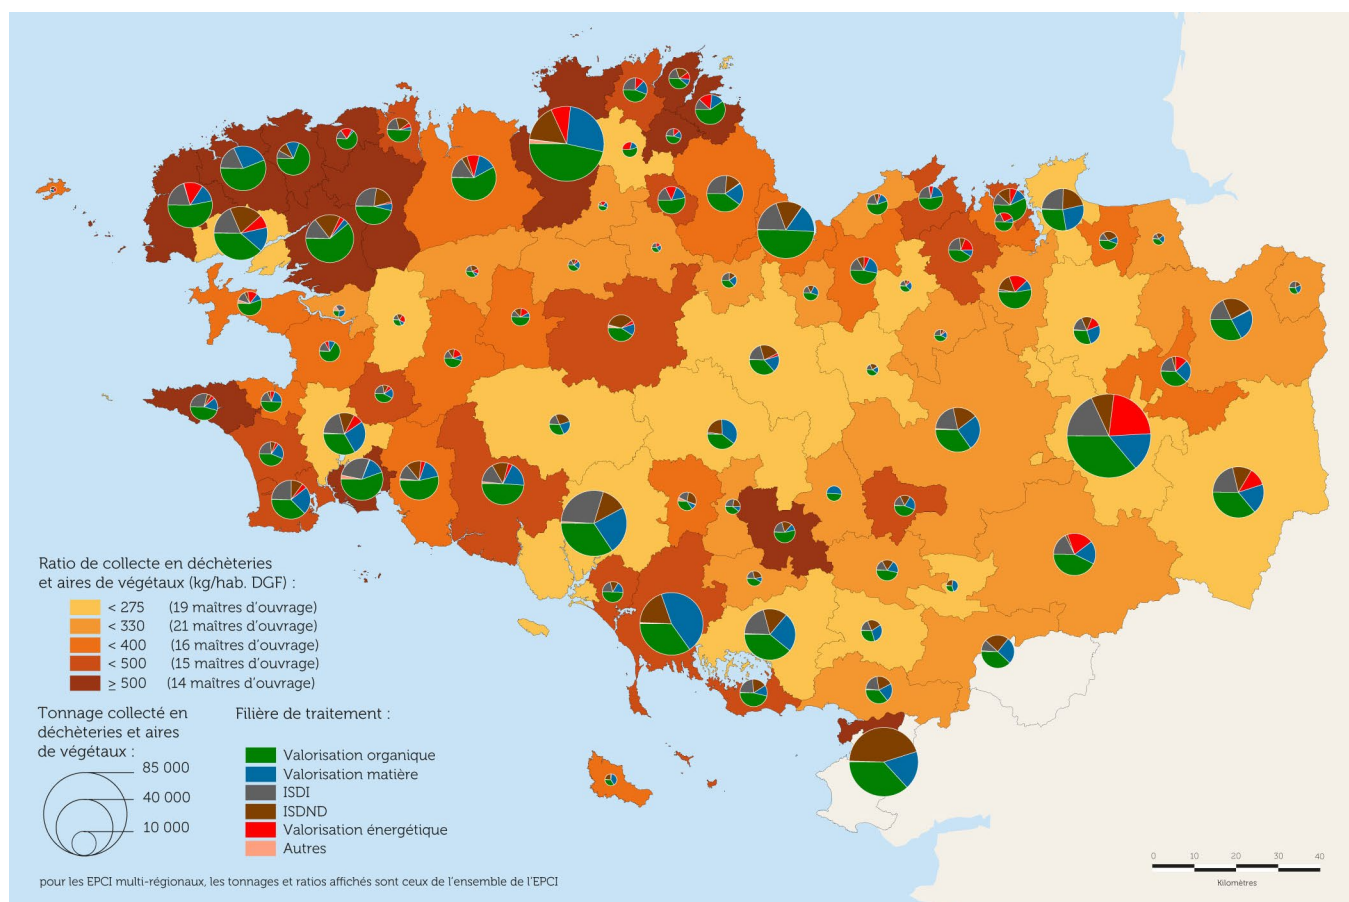 Ratio de collecte en déchèteries
et aires de végétaux (kg/hab. DGF) :
< 275 (19 maîtres d'ouvrage)
< 330 (21 maîtres d'ouvrage)
< 400 (16 maîtres d'ouvrage)
< 500 (15 maîtres d'ouvrage)
≥ 500 (14 maîtres d'ouvrage)
Tonnage collecté en
déchèteries et aires
de végétaux :
85 000
40 000
10 000
Filière de traitement :
Valorisation organique
Valorisation matière
ISDI
ISDND
Valorisation énergétique
Autres
pour les EPCI multi-régionaux, les tonnages et ratios affichés sont ceux de l'ensemble de l'EPCI
0 10 20 30 40
Kilomètres